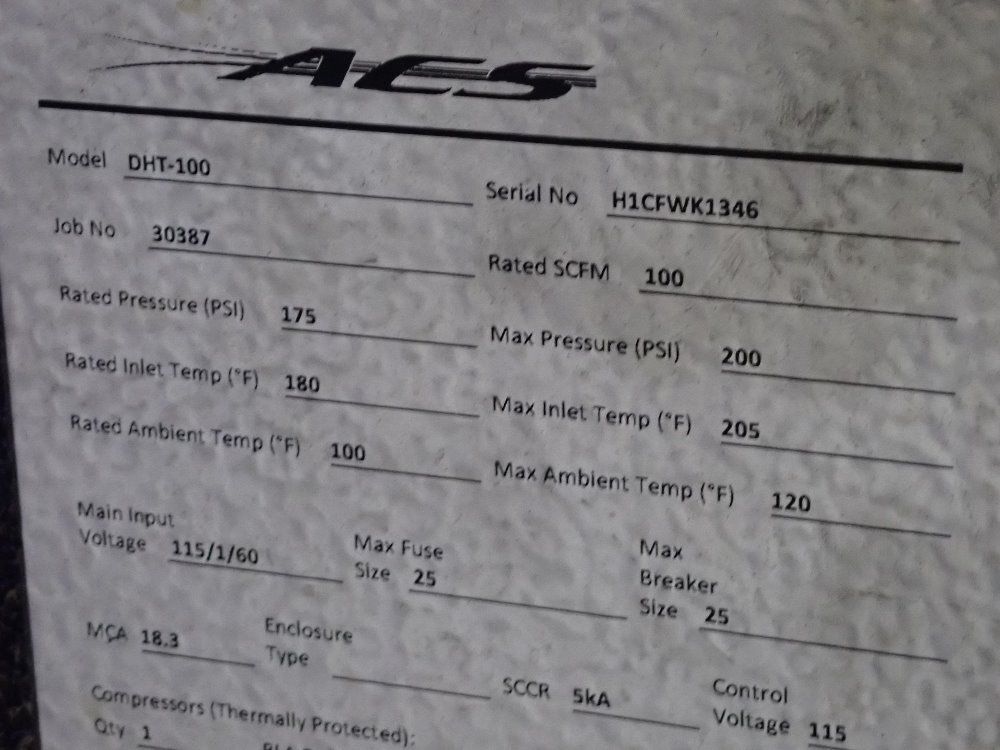 ACS
Model DHT-100 Serial No H1CFWK1346
Job No 30387 Rated SCFM 100
Rated Pressure (PSI) 175 Max Pressure (PSI) 200
Rated Inlet Temp (°F) 180 Max Inlet Temp (°F) 205
Rated Ambient Temp (°F) 100 Max Ambient Temp (°F) 120
Main Input
Voltage 115/1/60
Max Fuse
Size 25
Max
Breaker
Size 25
MCA 18.3
Enclosure
Type
SCCR 5kA
Control
Voltage 115
Compressors (Thermally Protected):
Qty 1